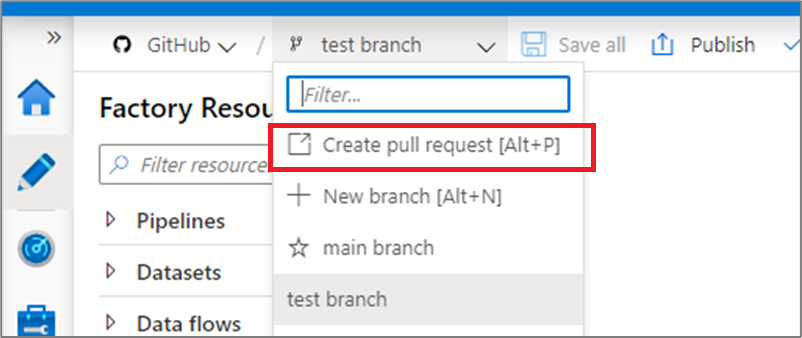 »
GitHub / test branch Save all Publish
Filter...
Factory Resou
Create pull request [Alt+P]
Filter resource
New branch [Alt+N]
Pipelines
main branch
Datasets
test branch
Data flows